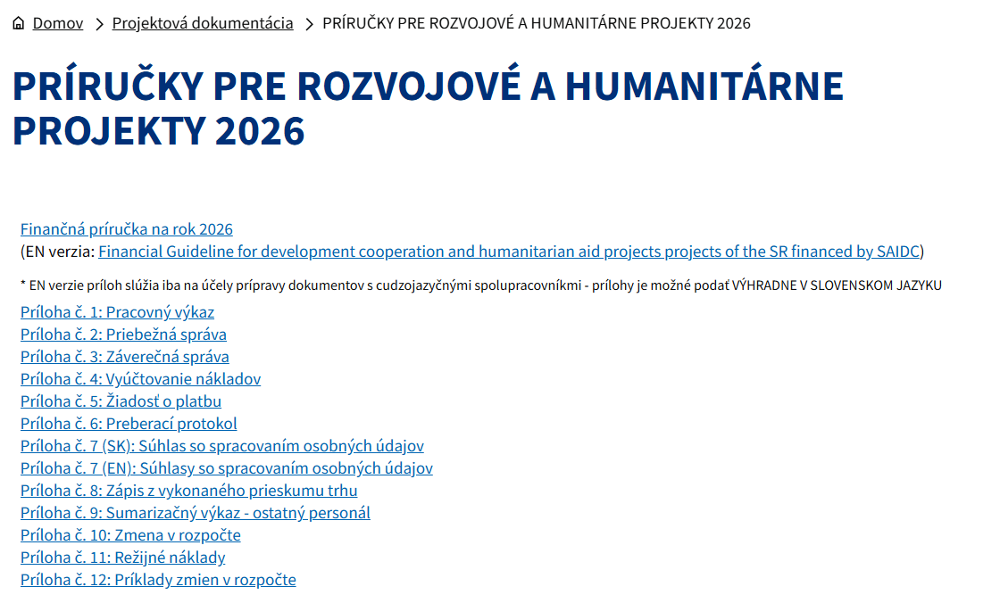 Domov > Projektová dokumentácia > PRÍRUČKY PRE ROZVOJOVÉ A HUMANITÁRNE PROJEKTY 2026
PRÍRUČKY PRE ROZVOJOVÉ A HUMANITÁRNE
PROJEKTY 2026
Finančná príručka na rok 2026
(EN verzia: Financial Guideline for development cooperation and humanitarian aid projects projects of the SR financed by SAIDC)
* EN verzie príloh slúžia iba na účely prípravy dokumentov s cudzojazyčnými spolupracovníkmi - prílohy je možné podať VÝHRADNE V SLOVENSKOM JAZYKU
Príloha č. 1: Pracovný výkaz
Príloha č. 2: Priebežná správa
Príloha č. 3: Záverečná správa
Príloha č. 4: Vyúčtovanie nákladov
Príloha č. 5: Žiadosť o platbu
Príloha č. 6: Preberací protokol
Príloha č. 7 (SK): Súhlas so spracovaním osobných údajov
Príloha č. 7 (EN): Súhlasy so spracovaním osobných údajov
Príloha č. 8: Zápis z vykonaného prieskumu trhu
Príloha č. 9: Sumarizačný výkaz - ostatný personál
Príloha č. 10: Zmena v rozpočte
Príloha č. 11: Režijné náklady
Príloha č. 12: Príklady zmien v rozpočte